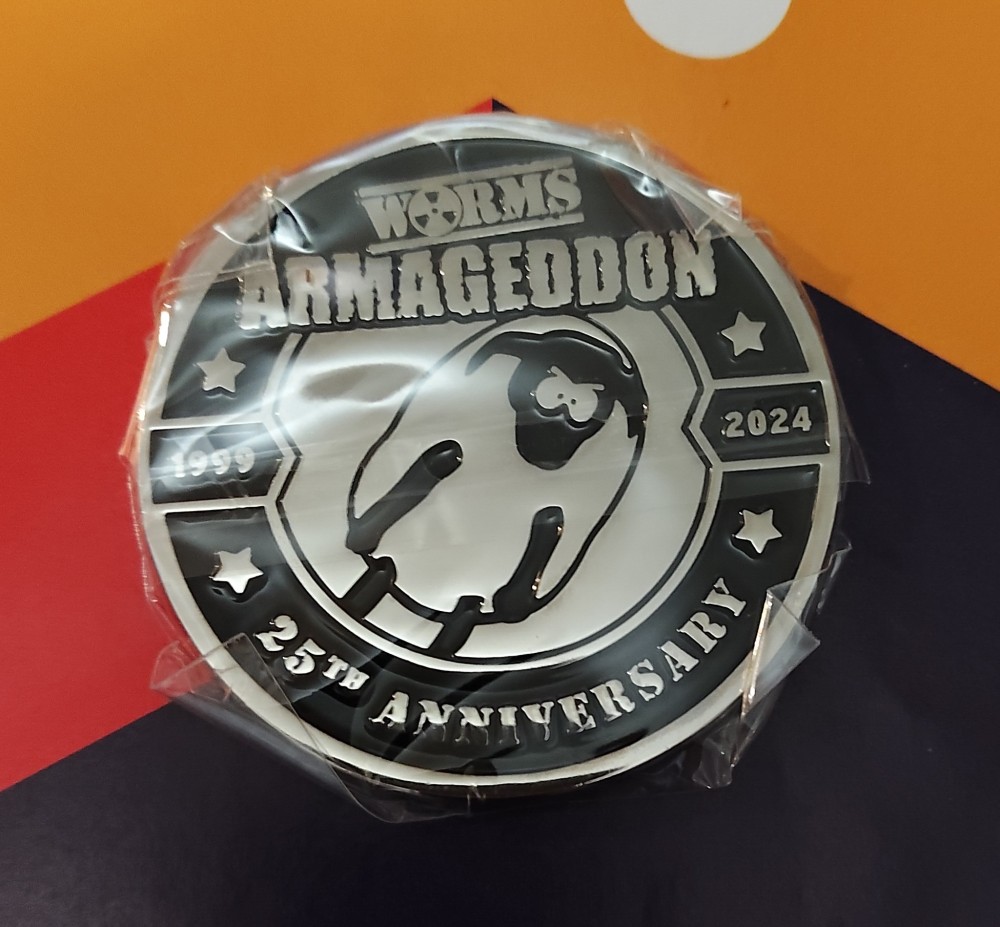 WORMS
ARMAGEDDON
1999
2024
25TH ANNIVERSARY